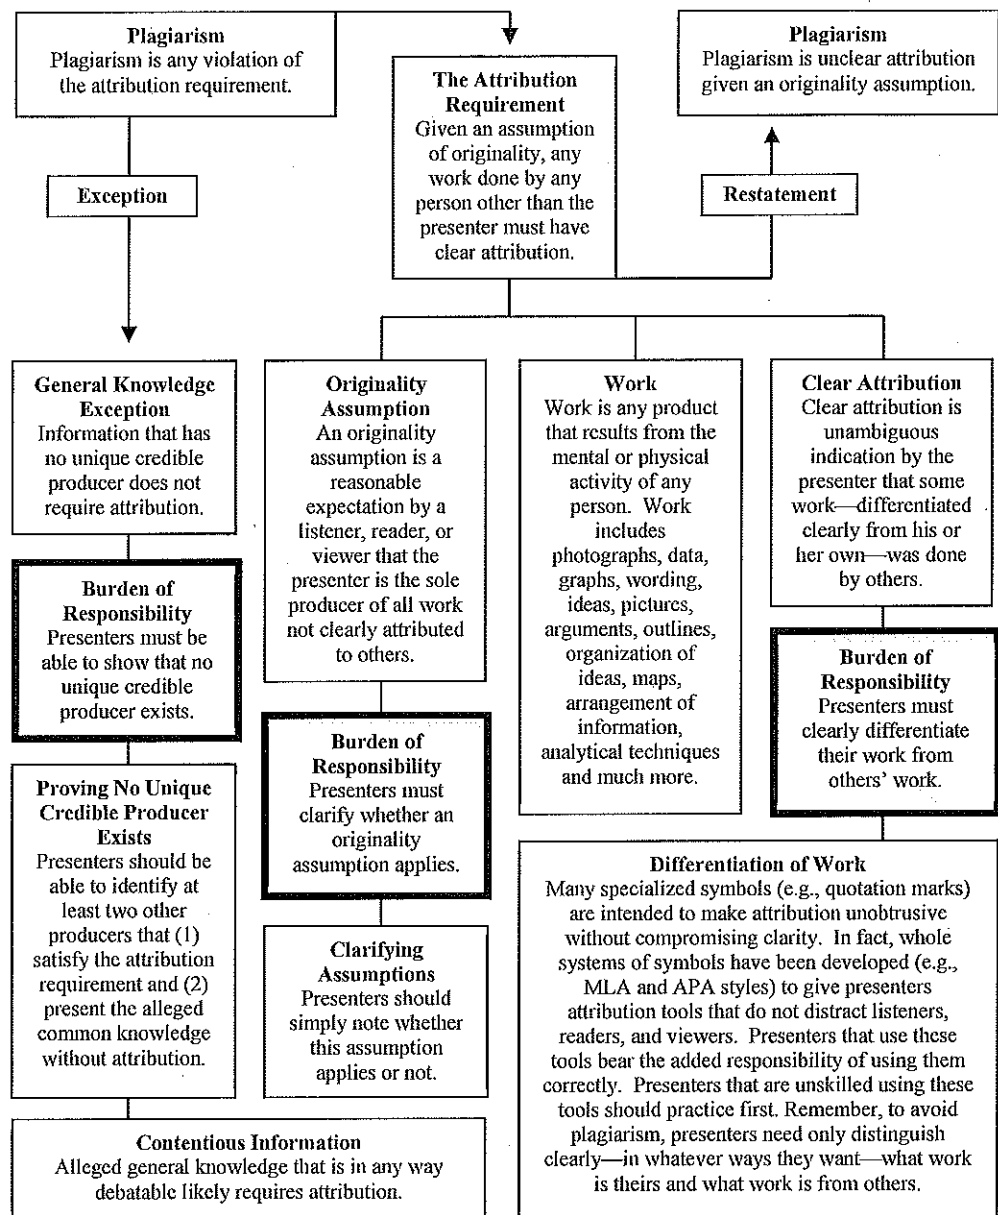 Plagiarism
Plagiarism is any violation of
the attribution requirement.
Exception
The Attribution
Requirement
Given an assumption
of originality, any
work done by any
person other than the
presenter must have
clear attribution.
Plagiarism
Plagiarism is unclear attribution
given an originality assumption.
Restatement
General Knowledge
Exception
Information that has
no unique credible
producer does not
require attribution.
Burden of
Responsibility
Presenters must be
able to show that no
unique credible
producer exists.
Proving No Unique
Credible Producer
Exists
Presenters should be
able to identify at
least two other
producers that (1)
satisfy the attribution
requirement and (2)
present the alleged
common knowledge
without attribution.
Contentious Information
Alleged general knowledge that is in any way
debatable likely requires attribution.
Originality
Assumption
An originality
assumption is a
reasonable
expectation by a
listener, reader, or
viewer that the
presenter is the sole
producer of all work
not clearly attributed
to others.
Burden of
Responsibility
Presenters must
clarify whether an
originality
assumption applies.
Clarifying
Assumptions
Presenters should
simply note whether
this assumption
applies or not.
Work
Work is any product
that results from the
mental or physical
activity of any
person. Work
includes
photographs, data,
graphs, wording,
ideas, pictures,
arguments, outlines,
organization of
ideas, maps,
arrangement of
information,
analytical techniques
and much more.
Clear Attribution
Clear attribution is
unambiguous
indication by the
presenter that some
work—differentiated
clearly from his or
her own—was done
by others.
Burden of
Responsibility
Presenters must
clearly differentiate
their work from
others' work.
Differentiation of Work
Many specialized symbols (e.g., quotation marks)
are intended to make attribution unobtrusive
without compromising clarity. In fact, whole
systems of symbols have been developed (e.g.,
MLA and APA styles) to give presenters
attribution tools that do not distract listeners,
readers, and viewers. Presenters that use these
tools bear the added responsibility of using them
correctly. Presenters that are unskilled using these
tools should practice first. Remember, to avoid
plagiarism, presenters need only distinguish
clearly—in whatever ways they want—what work
is theirs and what work is from others.